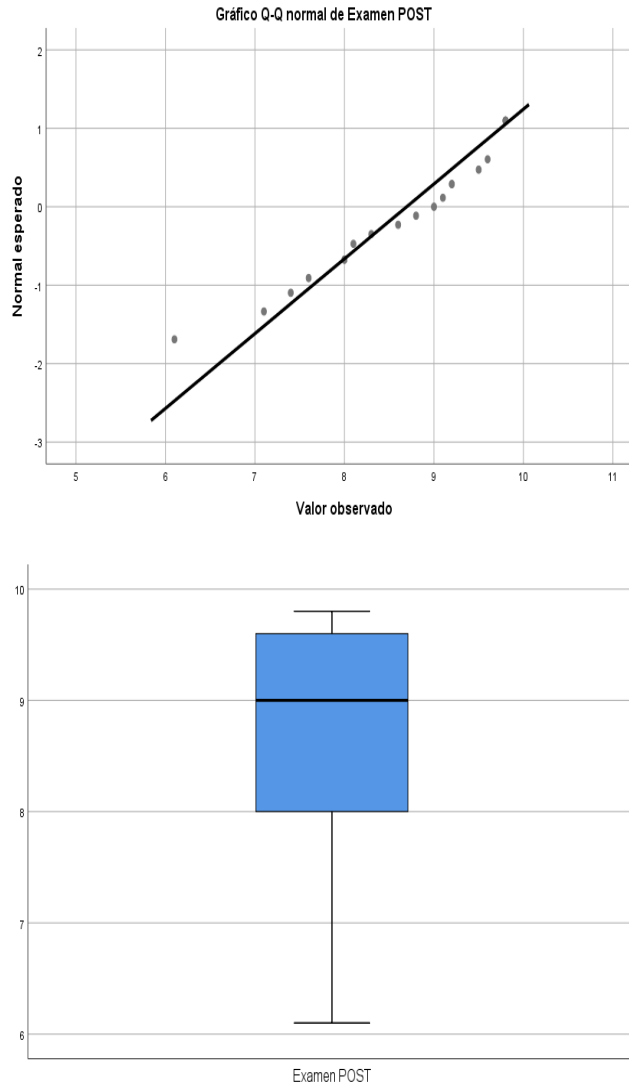 Gráfico Q-Q normal de Examen POST
2
1
0
-1
-2
-3
Normal esperado
5 6 7 8 9 10 11
Valor observado
10
9
8
7
6
Examen POST